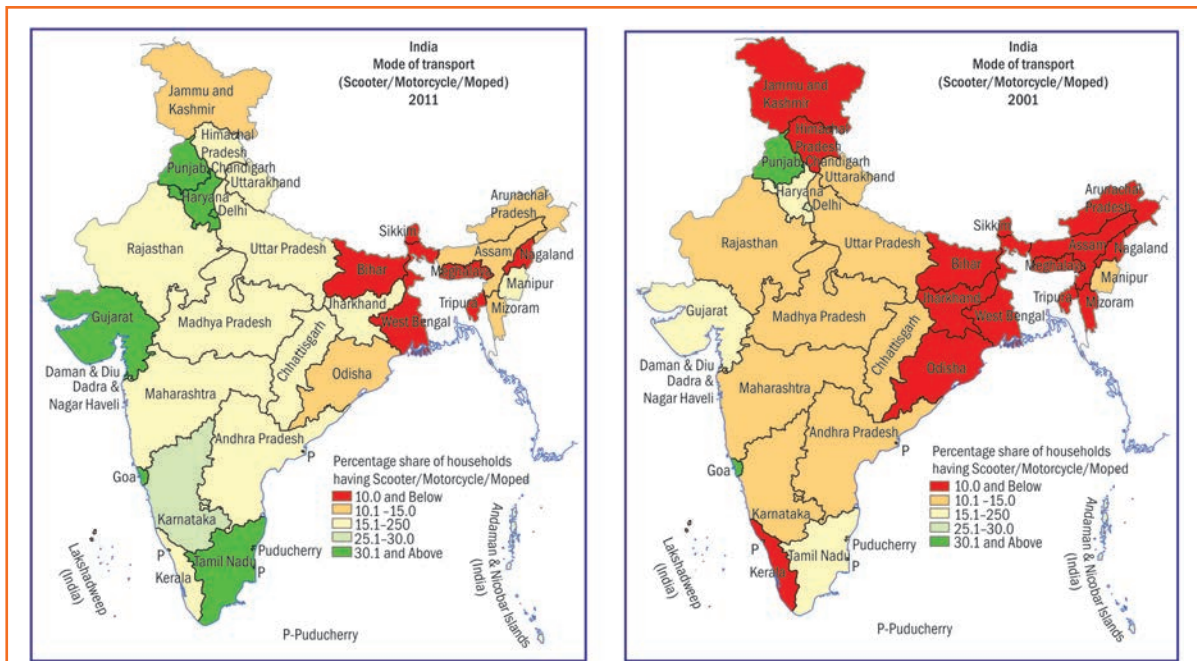 India
Mode of transport
(Scooter/Motorcycle/Moped)
2011
Jammu and
Kashmir
Himachal
Pradesh
Punjab
Chandigarh
Uttarakhand
Haryana
Delhi
Arunachal
Pradesh
Sikkim
Rajasthan
Uttar Pradesh
Assam
Nagaland
Bihar
Meghalaya
Manipur
Jharkhand
Tripura
Mizoram
Gujarat
Madhya Pradesh
West Bengal
Chhattisgarh
Daman & Diu
Dadra &
Nagar Haveli
Odisha
Maharashtra
Andhra Pradesh
P
Goa
Percentage share of households
having Scooter/Motorcycle/Moped
10.0 and Below
10.1 -15.0
15.1-250
25.1-30.0
30.1 and Above
Karnataka
Puducherry
P
Tamil Nadu
P
Kerala
Lakshadweep
(India)
Andaman & Nicobar Islands
(India)
P-Puducherry
India
Mode of transport
(Scooter/Motorcycle/Moped)
2001
Jammu and
Kashmir
Himachal
Pradesh
Punjab
Chandigarh
Uttarakhand
Haryana
Delhi
Arunachal
Pradesh
Sikkim
Rajasthan
Uttar Pradesh
Assam
Nagaland
Bihar
Meghalaya
Manipur
Jharkhand
Tripura
Mizoram
Gujarat
Madhya Pradesh
West Bengal
Chhattisgarh
Daman & Diu
Dadra &
Nagar Haveli
Odisha
Maharashtra
Andhra Pradesh
P
Goa
Percentage share of households
having Scooter/Motorcycle/Moped
10.0 and Below
10.1 -15.0
15.1-250
25.1-30.0
30.1 and Above
Karnataka
Puducherry
P
Tamil Nadu
P
Kerala
Lakshadweep
(India)
Andaman & Nicobar Islands
(India)
P-Puducherry